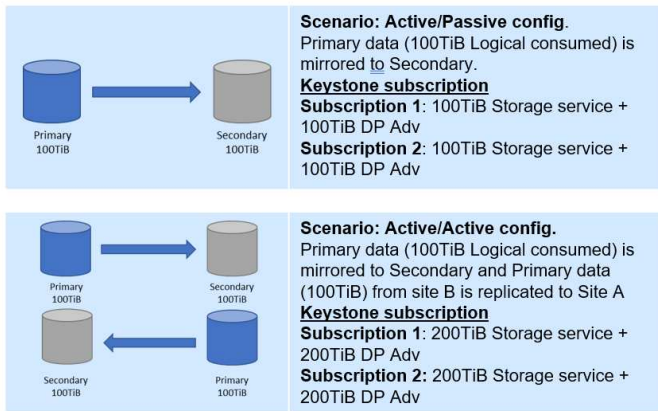 Primary
100TiB
Secondary
100TiB
Scenario: Active/Passive config.
Primary data (100TiB Logical consumed) is
mirrored to Secondary.
Keystone subscription
Subscription 1: 100TiB Storage service +
100TiB DP Adv
Subscription 2: 100TiB Storage service +
100TiB DP Adv
Primary
100TiB
Secondary
100TiB
Secondary
100TiB
Primary
100TiB
Scenario: Active/Active config.
Primary data (100TiB Logical consumed) is
mirrored to Secondary and Primary data
(100TiB) from site B is replicated to Site A
Keystone subscription
Subscription 1: 200TiB Storage service +
200TiB DP Adv
Subscription 2: 200TiB Storage service +
200TiB DP Adv